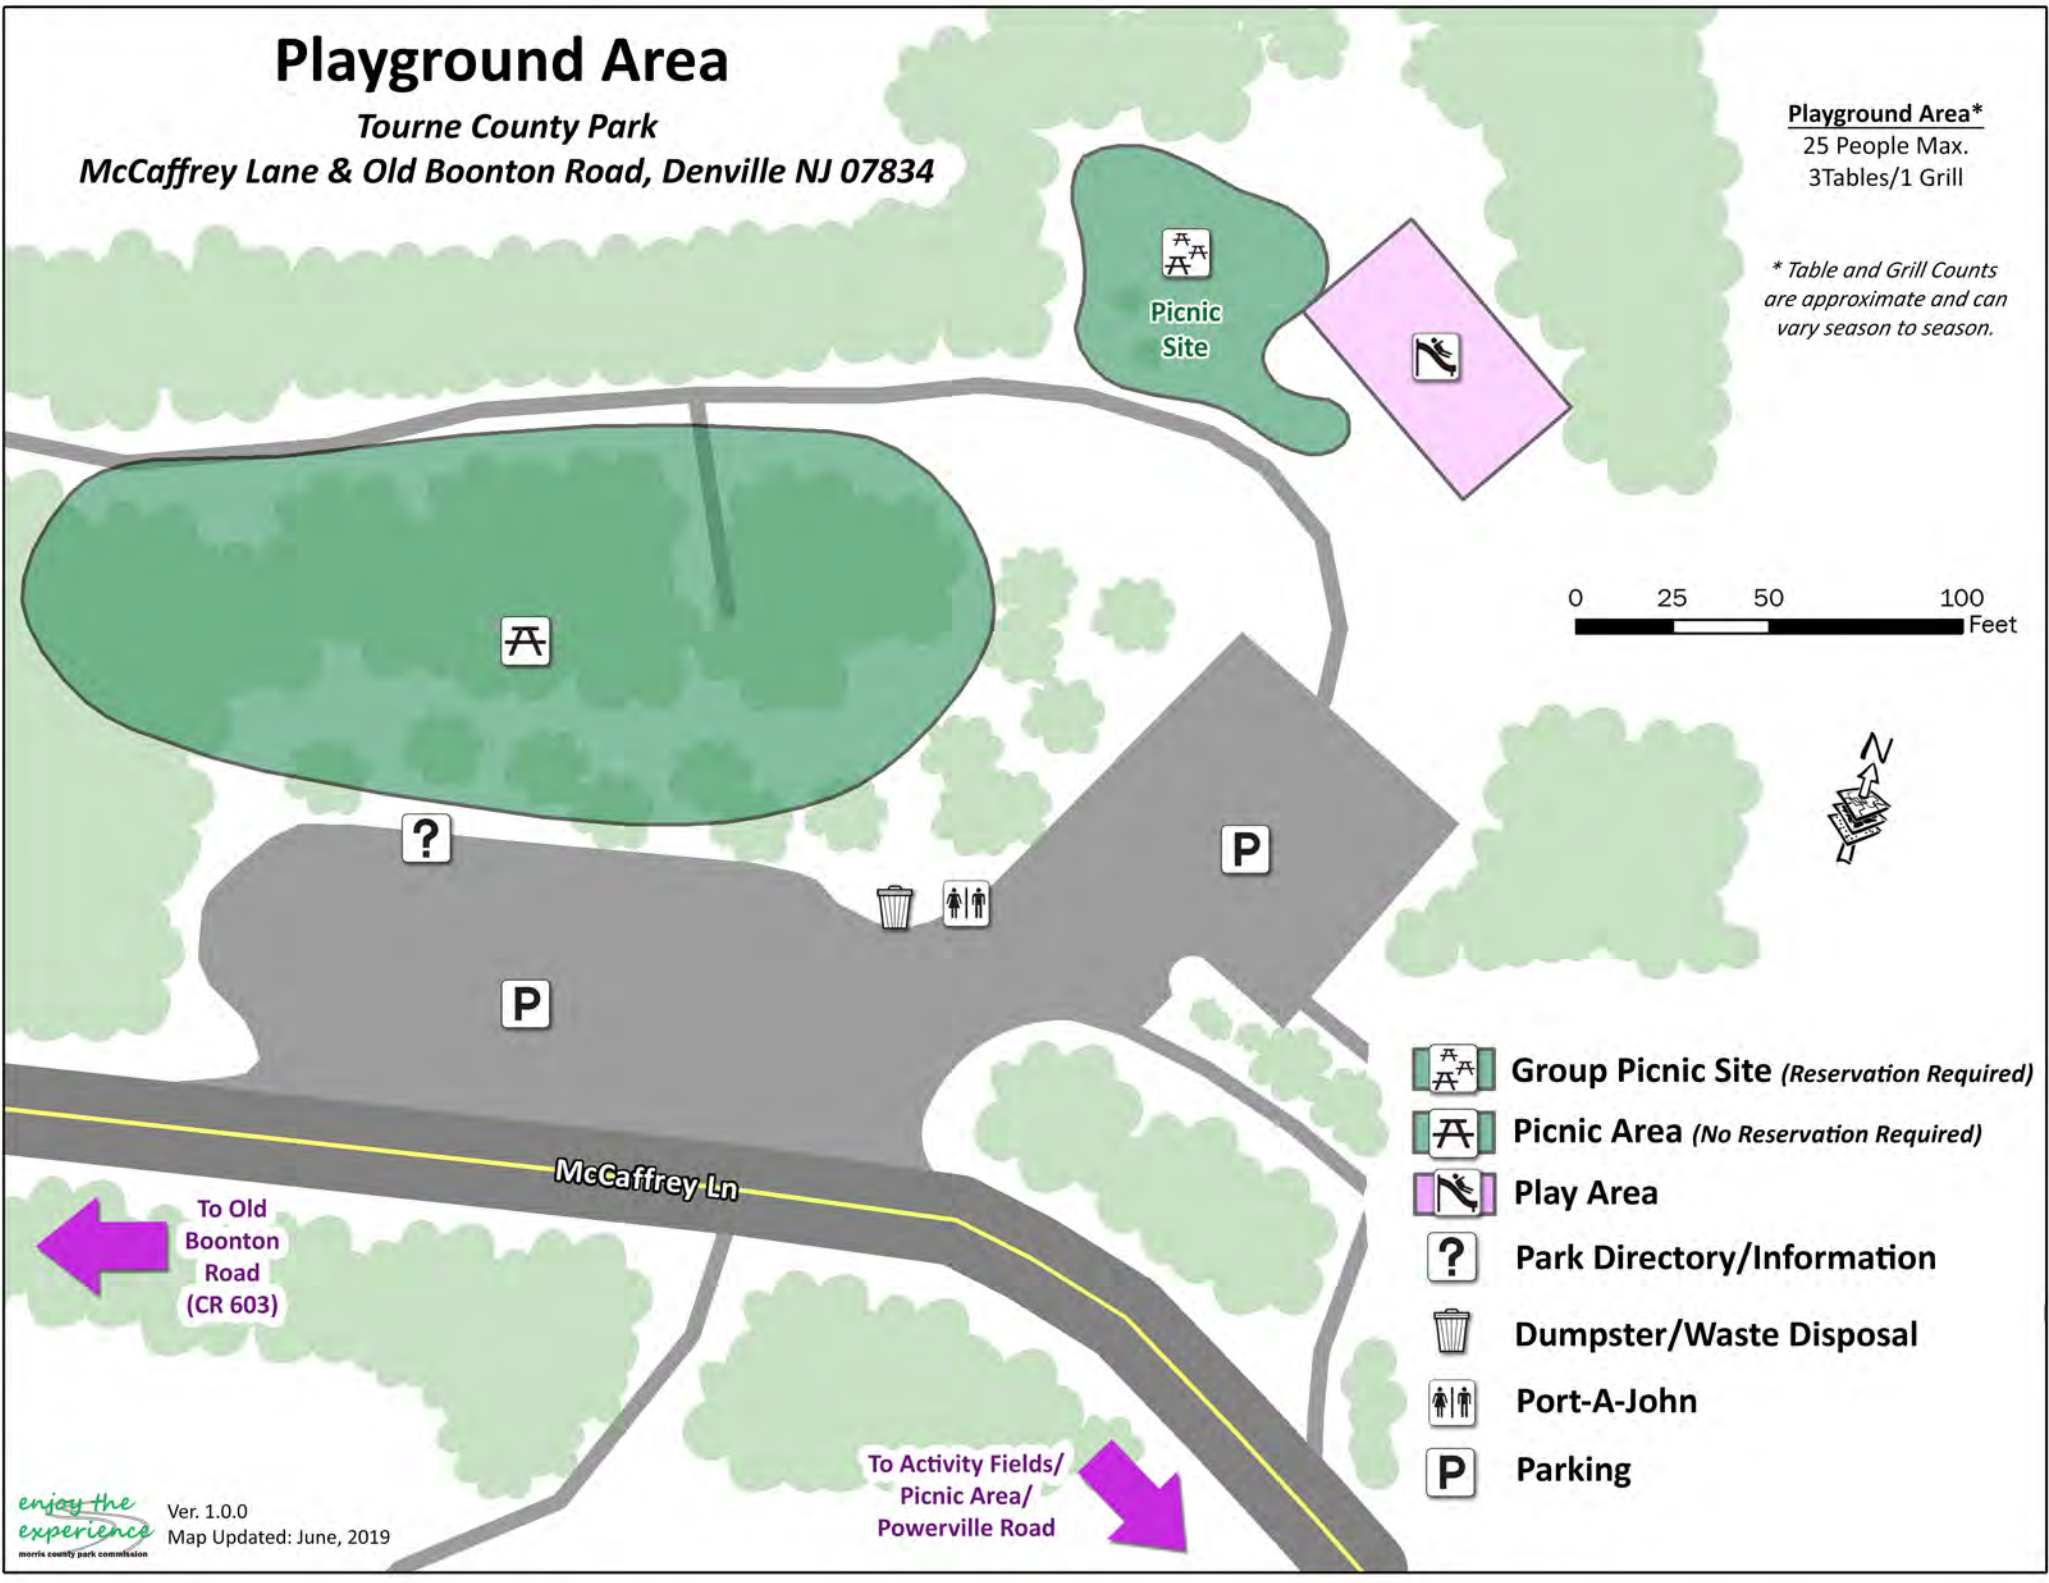 Playground Area
Tourne County Park
McCaffrey Lane & Old Boonton Road, Denville NJ 07834
Playground Area*
25 People Max.
3Tables/1 Grill
* Table and Grill Counts
are approximate and can
vary season to season.
Picnic
Site
0 25 50 100
Feet
N
?
P
P
McCaffrey Ln
To Old
Boonton
Road
(CR 603)
To Activity Fields/
Picnic Area/
Powerville Road
Group Picnic Site (Reservation Required)
Picnic Area (No Reservation Required)
Play Area
? Park Directory/Information
Dumpster/Waste Disposal
Port-A-John
P Parking
enjoy the
experience
morris county park commission
Ver. 1.0.0
Map Updated: June, 2019